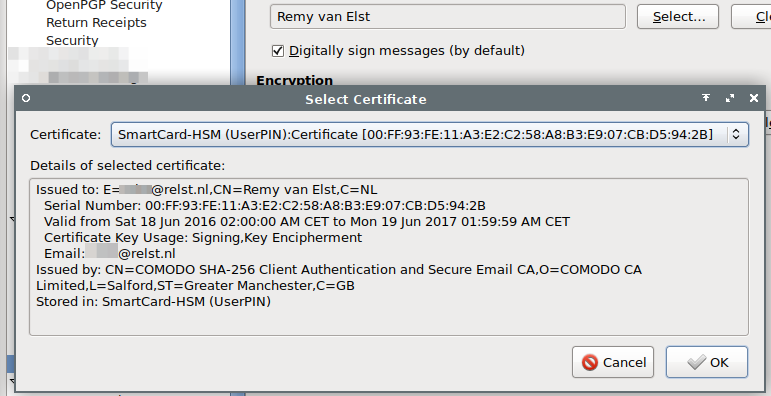 OpenPGP Security
Return Receipts
Security
Remy van Elst
Select...
Digitally sign messages (by default)
Encryption
Select Certificate
Certificate:
SmartCard-HSM (UserPIN):Certificate [00:FF:93:FE:11:A3:E2:C2:58:A8:B3:E9:07:CB:D5:94:2B]
Details of selected certificate:
Issued to: E= @relst.nl,CN=Remy van Elst,C=NL
Serial Number: 00:FF:93:FE:11:A3:E2:C2:58:A8:B3:E9:07:CB:D5:94:2B
Valid from Sat 18 Jun 2016 02:00:00 AM CET to Mon 19 Jun 2017 01:59:59 AM CET
Certificate Key Usage: Signing,Key Encipherment
Email: @relst.nl
Issued by: CN=COMODO SHA-256 Client Authentication and Secure Email CA,O=COMODO CA
Limited,L=Salford,ST=Greater Manchester,C=GB
Stored in: SmartCard-HSM (UserPIN)
Cancel
OK